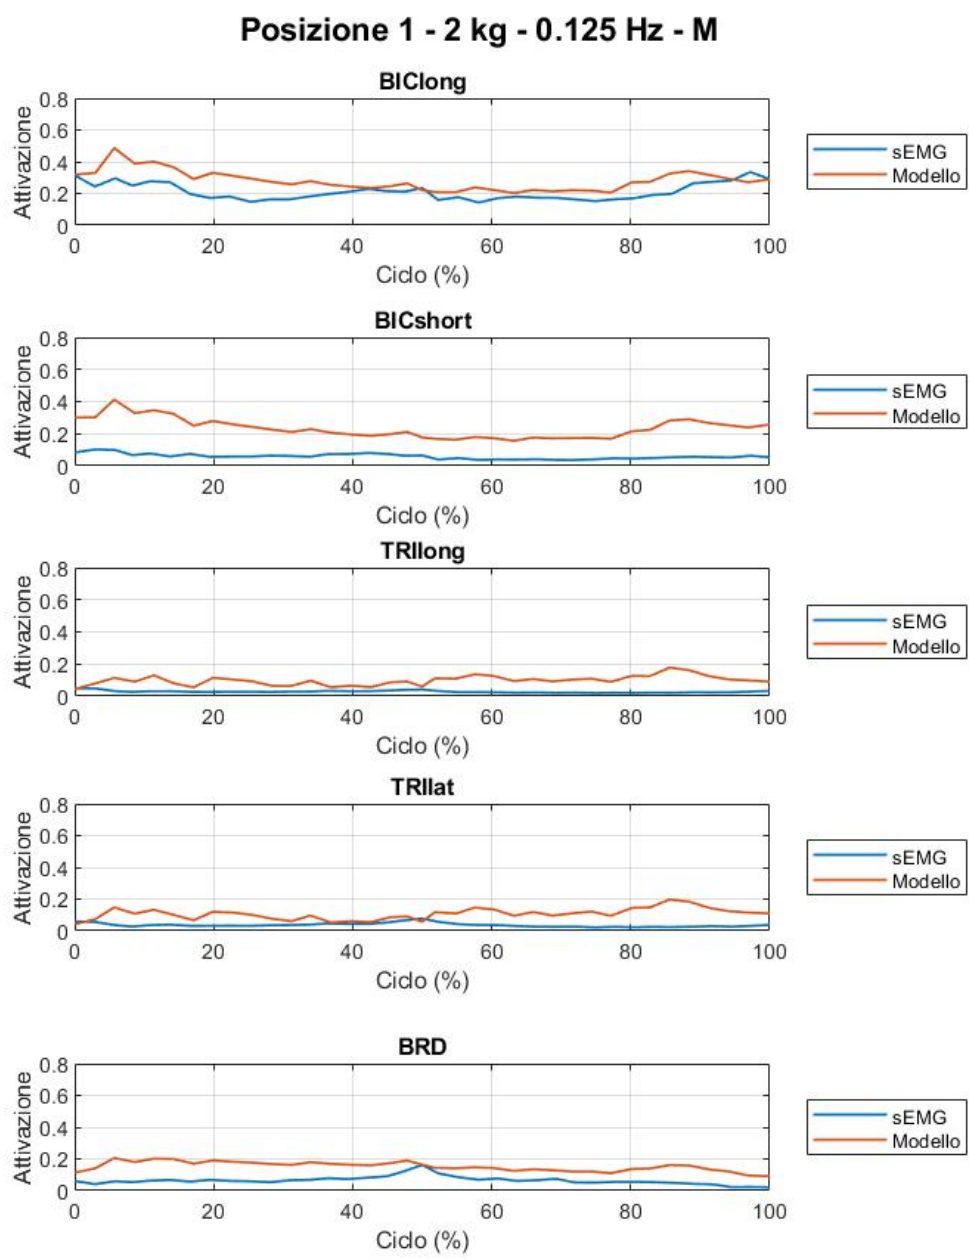 Posizione 1 - 2 kg - 0.125 Hz - M
BIClong
Attivazione
0.8
0.6
0.4
0.2
0
0 20 40 60 80 100
Ciclo (%)
sEMG
Modello
BICshort
Attivazione
0.8
0.6
0.4
0.2
0
0 20 40 60 80 100
Ciclo (%)
sEMG
Modello
TRIlong
Attivazione
0.8
0.6
0.4
0.2
0
0 20 40 60 80 100
Ciclo (%)
sEMG
Modello
TRIlat
Attivazione
0.8
0.6
0.4
0.2
0
0 20 40 60 80 100
Ciclo (%)
sEMG
Modello
BRD
Attivazione
0.8
0.6
0.4
0.2
0
0 20 40 60 80 100
Ciclo (%)
sEMG
Modello